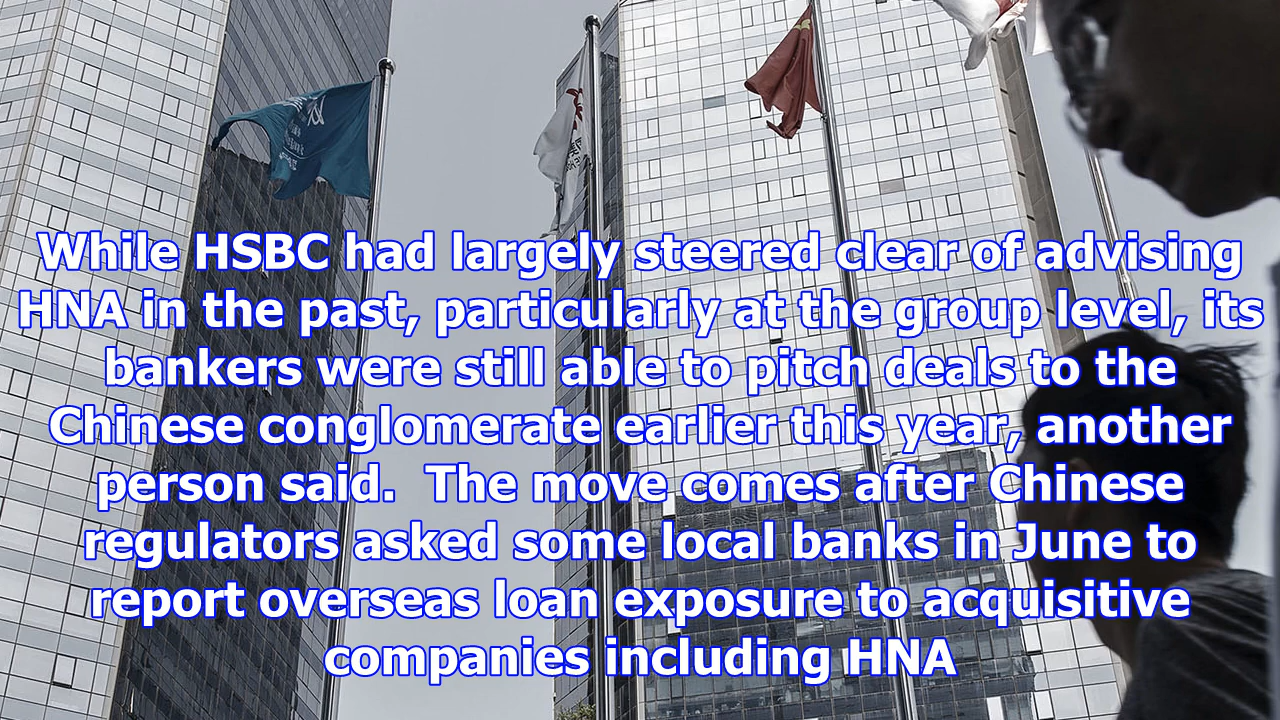 While HSBC had largely steered clear of advising
HNA in the past, particularly at the group level, its
bankers were still able to pitch deals to the
Chinese conglomerate earlier this year, another
person said.  The move comes after Chinese
regulators asked some local banks in June to
report overseas loan exposure to acquisitive
companies including HNA